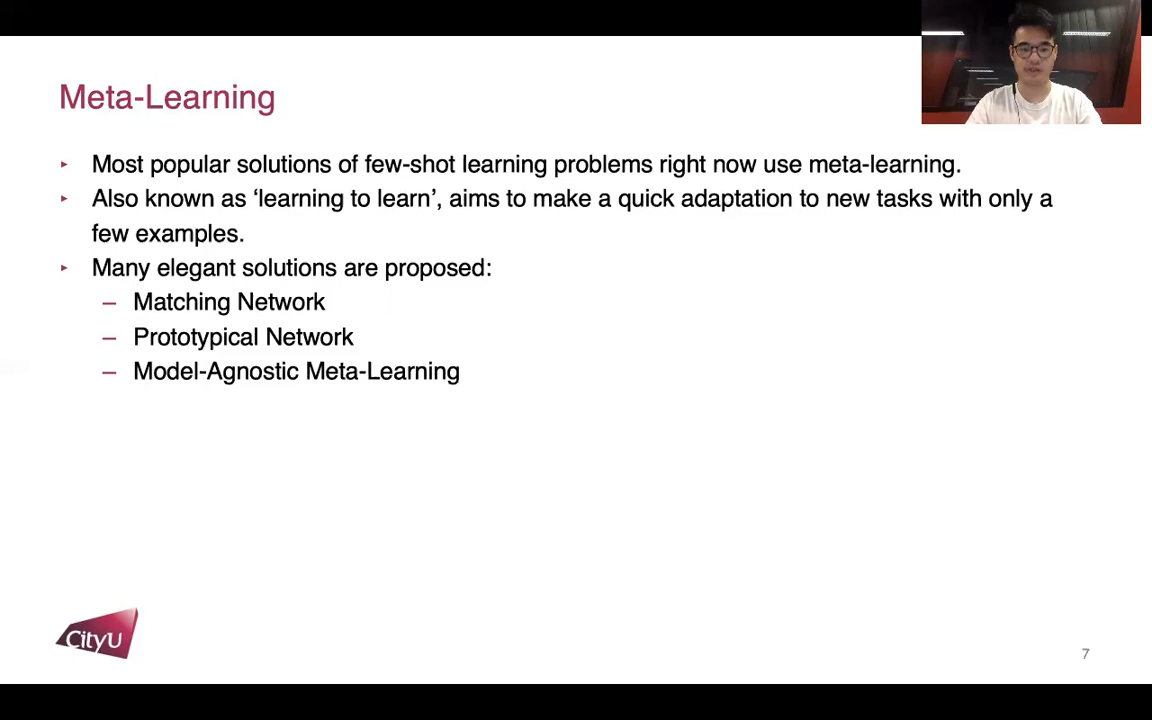 Meta-Learning
‣ Most popular solutions of few-shot learning problems right now use meta-learning.
‣ Also known as ‘learning to learn’, aims to make a quick adaptation to new tasks with only a
few examples.
‣ Many elegant solutions are proposed:
– Matching Network
– Prototypical Network
– Model-Agnostic Meta-Learning
CityU
7